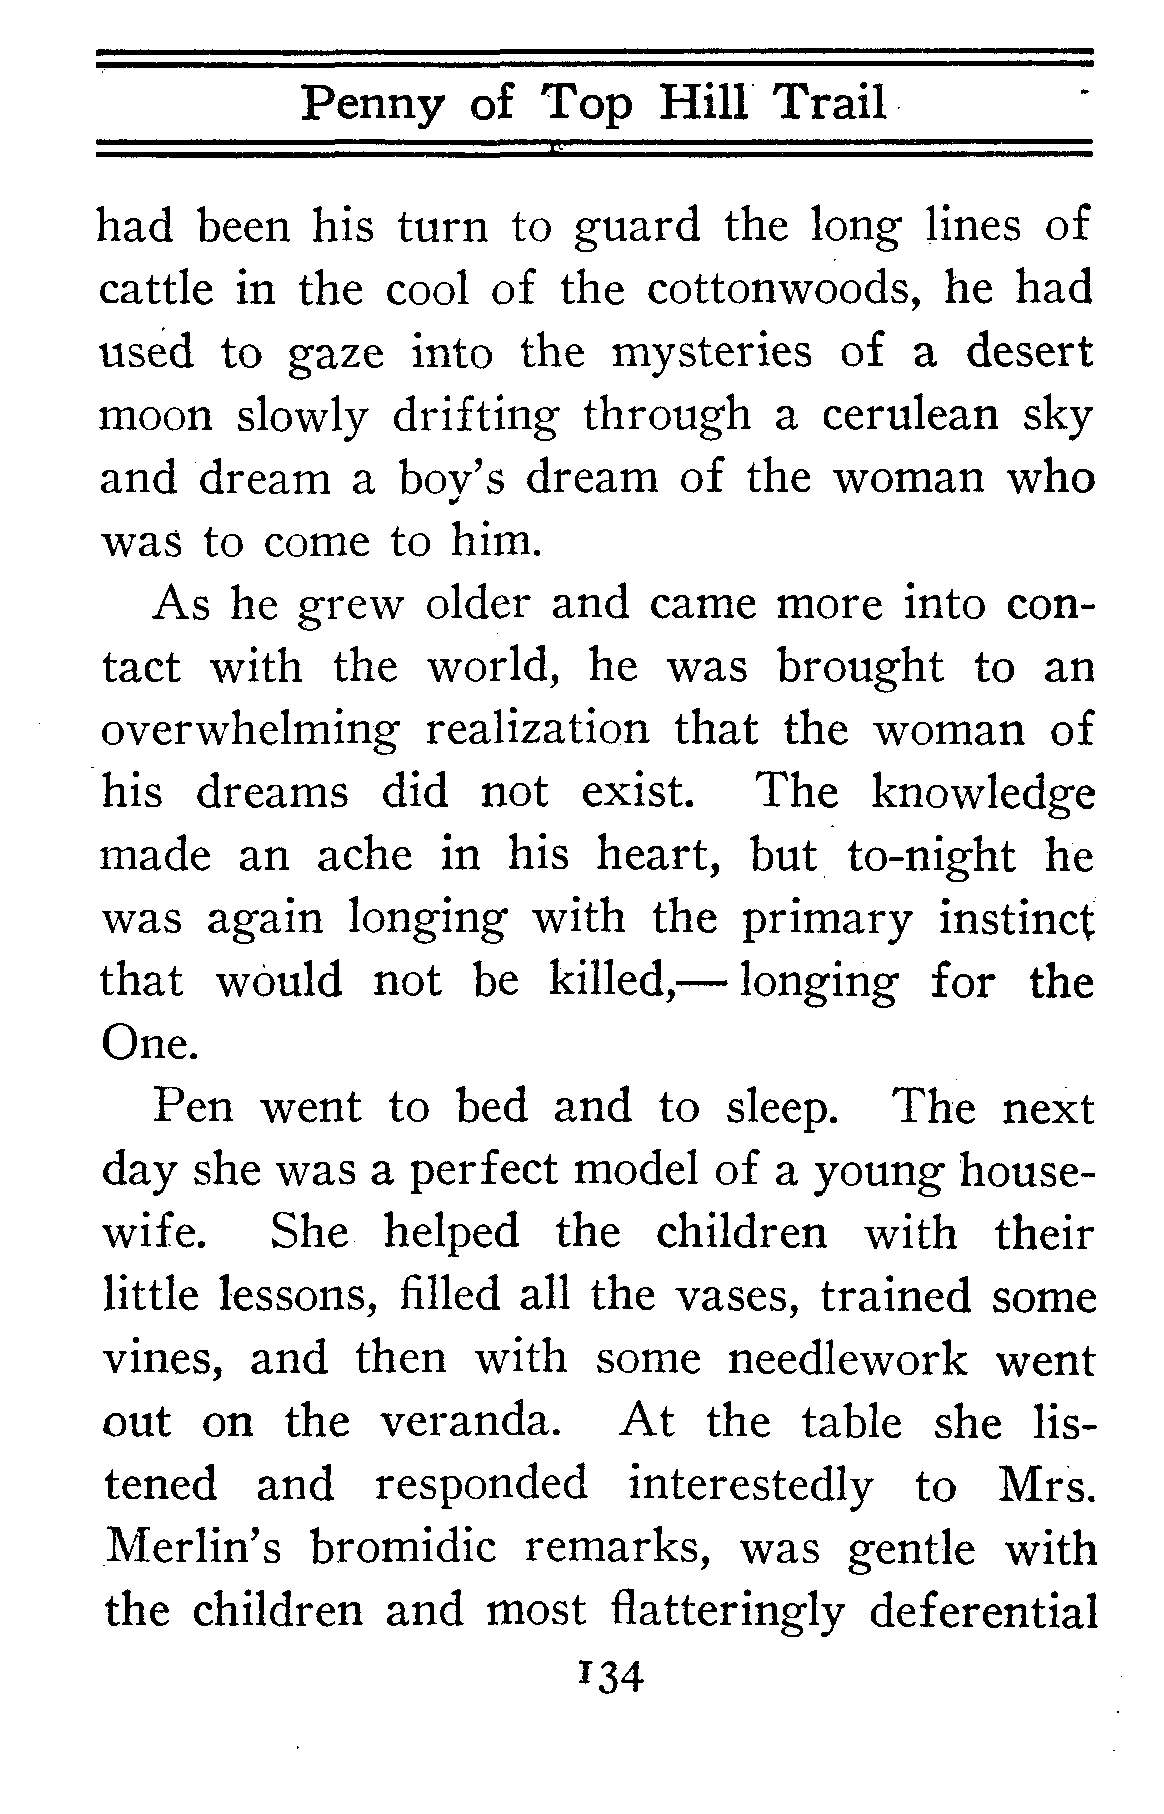 Penny of Top Hill Trail
had been his turn to guard the long lines of
cattle in the cool of the cottonwoods, he had
used to gaze into the mysteries of a desert
moon slowly drifting through a cerulean sky
and dream a boy's dream of the woman who
was to come to him.
As he grew older and came more into con-
tact with the world, he was brought to an
overwhelming realization that the woman of
his dreams did not exist. The knowledge
made an ache in his heart, but to-night he
was again longing with the primary instinct
that would not be killed,— longing for the
One.
Pen went to bed and to sleep. The next
day she was a perfect model of a young house-
wife. She helped the children with their
little lessons, filled all the vases, trained some
vines, and then with some needlework went
out on the veranda. At the table she lis-
tened and responded interestedly to Mrs.
Merlin's bromidic remarks, was gentle with
the children and most flatteringly deferential
134